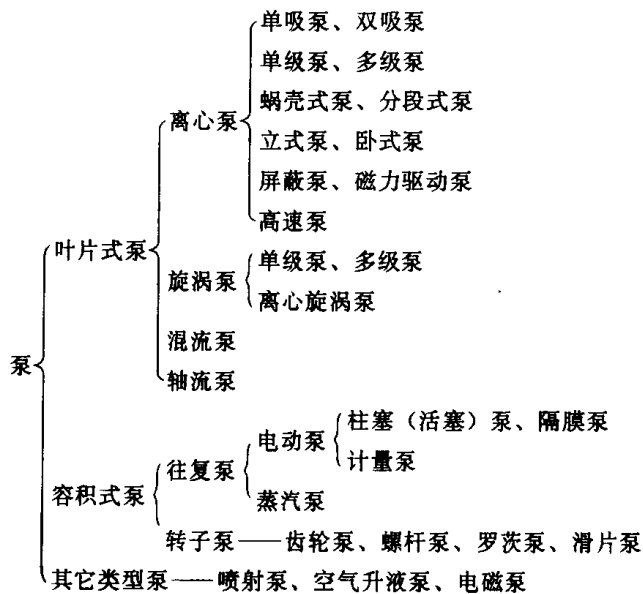 单吸泵、双吸泵
单级泵、多级泵
蜗壳式泵、分段式泵
离心泵
立式泵、卧式泵
屏蔽泵、磁力驱动泵
高速泵
叶片式泵
单级泵、多级泵
旋涡泵
离心旋涡泵
混流泵
泵
轴流泵
柱塞（活塞）泵、隔膜泵
电动泵
计量泵
往复泵
容积式泵
蒸汽泵
转子泵——齿轮泵、螺杆泵、罗茨泵、滑片泵
其它类型泵——喷射泵、空气升液泵、电磁泵